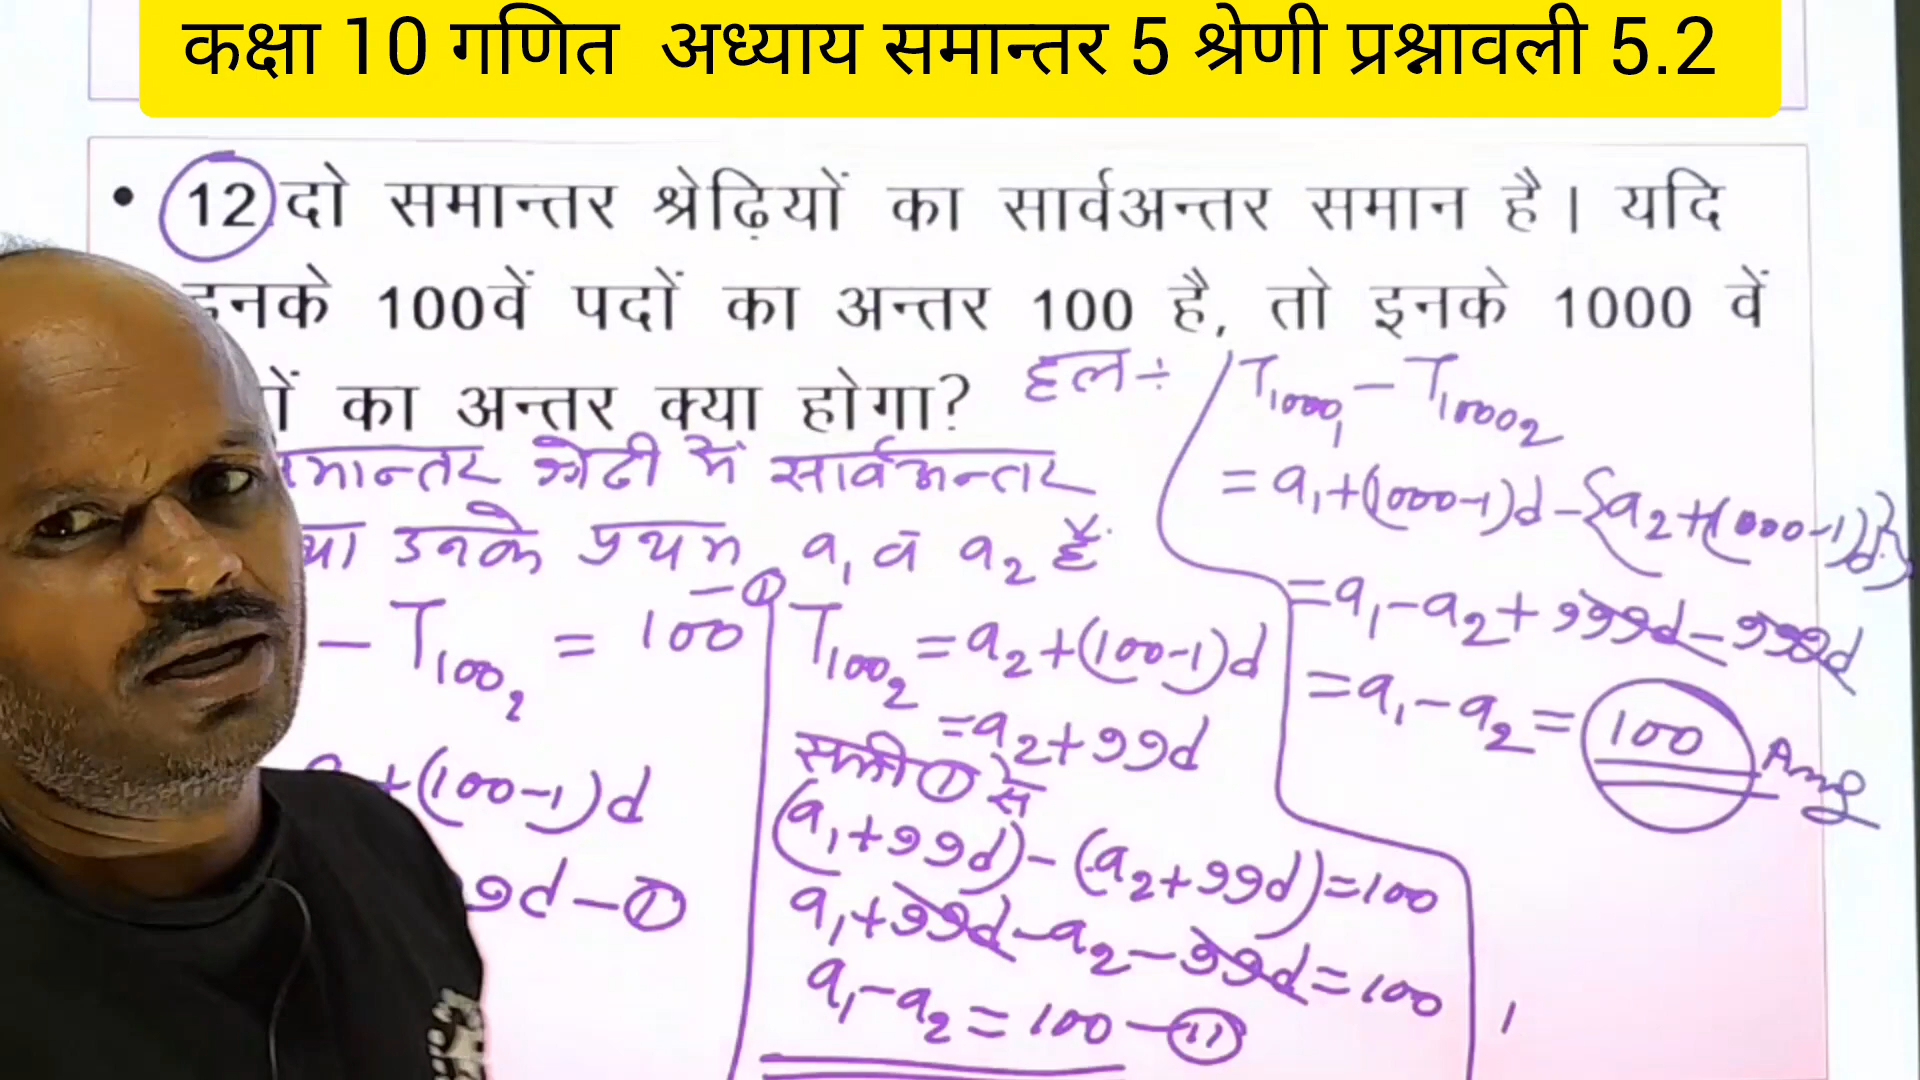 कक्षा 10 गणित अध्याय समान्तर 5 श्रेणी प्रश्नावली 5.2
• 12 दो समान्तर श्रेढ़ियों का सार्वअन्तर समान है। यदि
इनके 100वें पदों का अन्तर 100 है, तो इनके 1000 वें
का अन्तर क्या होगा? हल ÷
समान्तर श्रेढी में सार्वअन्तर
उनके प्रथम a₁ व a₂ हैं
– T₁₀₀₂ = 100 –①
+(100-1)d
9d –①
T₁₀₀₂ = a₂+(100-1)d
= a₂+99d
समी ① से
(a₁+99d) – (a₂+99d) = 100
a₁+99d – a₂ – 99d = 100
a₁ – a₂ = 100 –⑪
T₁₀₀₀₁ – T₁₀₀₀₂
= a₁+(1000-1)d – {a₂+(1000-1)d}
= a₁ – a₂ + 999d – 999d
= a₁ – a₂ = 100 Ans